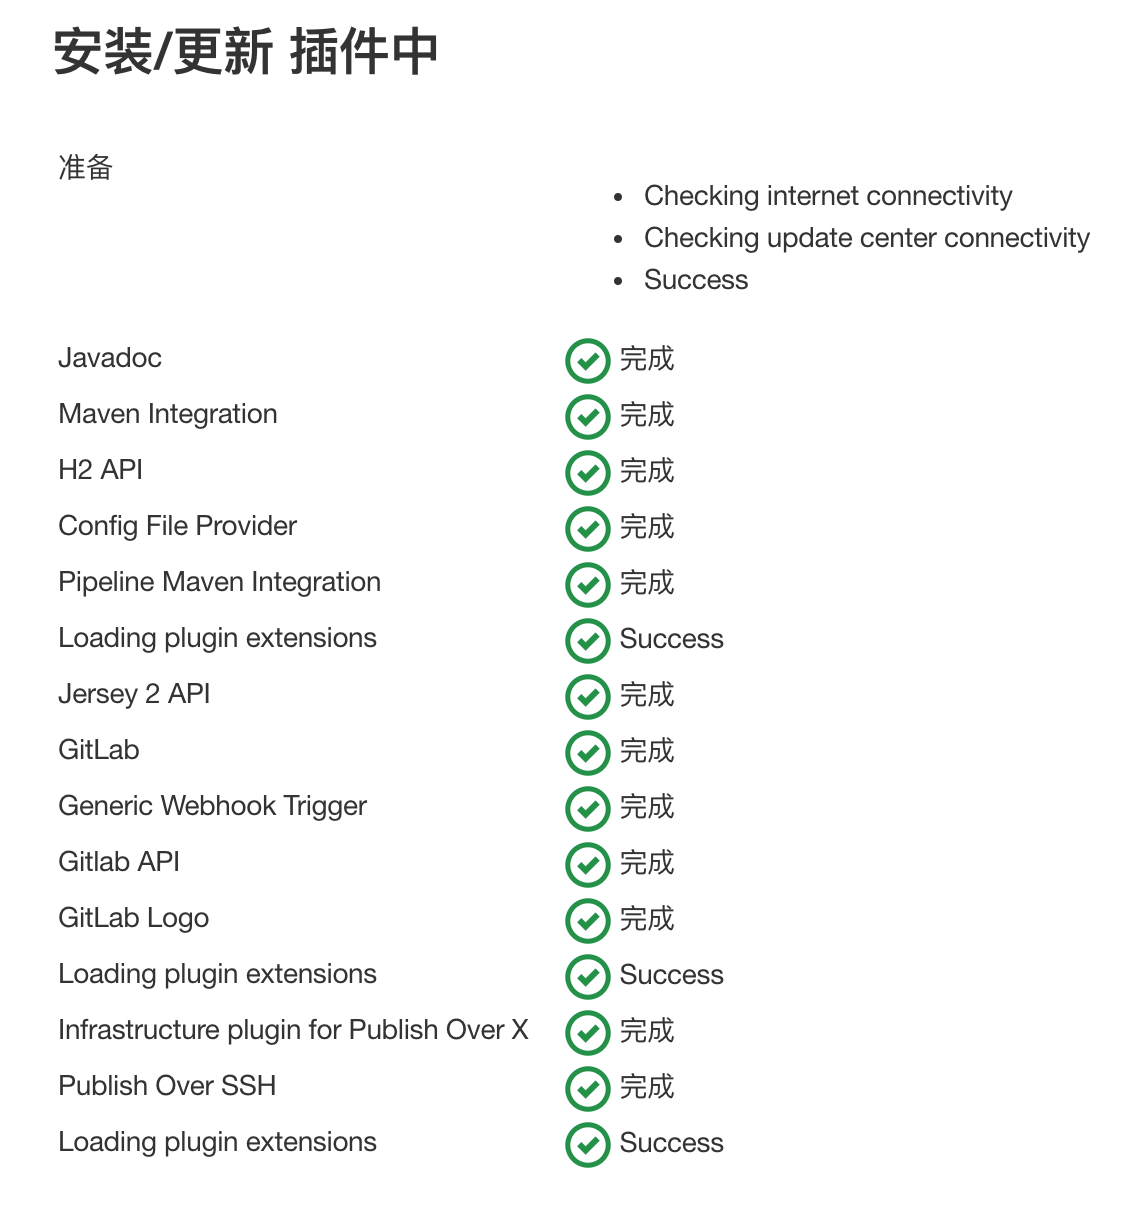 安装/更新 插件中
准备
Checking internet connectivity
Checking update center connectivity
Success
Javadoc 完成
Maven Integration 完成
H2 API 完成
Config File Provider 完成
Pipeline Maven Integration 完成
Loading plugin extensions Success
Jersey 2 API 完成
GitLab 完成
Generic Webhook Trigger 完成
Gitlab API 完成
GitLab Logo 完成
Loading plugin extensions Success
Infrastructure plugin for Publish Over X 完成
Publish Over SSH 完成
Loading plugin extensions Success